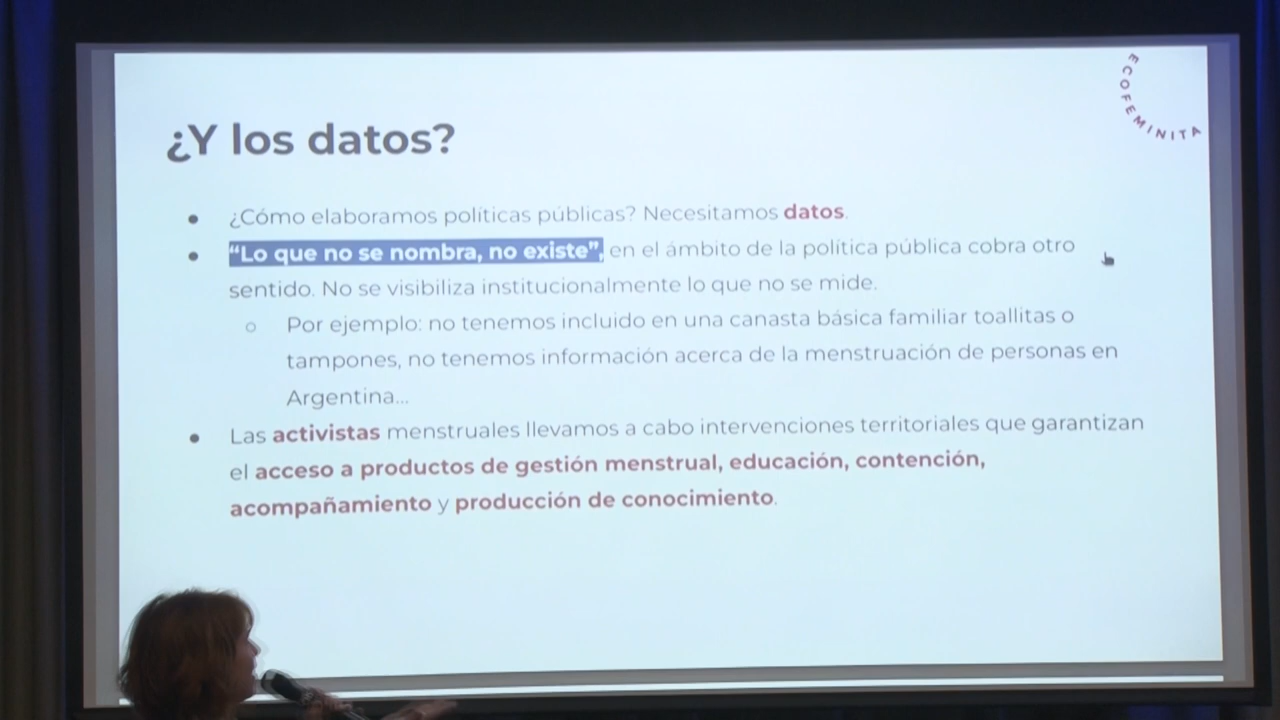 ECOFEMINITA
¿Y los datos?
● ¿Cómo elaboramos políticas públicas? Necesitamos datos.
● “Lo que no se nombra, no existe”, en el ámbito de la política pública cobra otro
sentido. No se visibiliza institucionalmente lo que no se mide.
○ Por ejemplo: no tenemos incluido en una canasta básica familiar toallitas o
tampones, no tenemos información acerca de la menstruación de personas en
Argentina...
● Las activistas menstruales llevamos a cabo intervenciones territoriales que garantizan
el acceso a productos de gestión menstrual, educación, contención,
acompañamiento y producción de conocimiento.